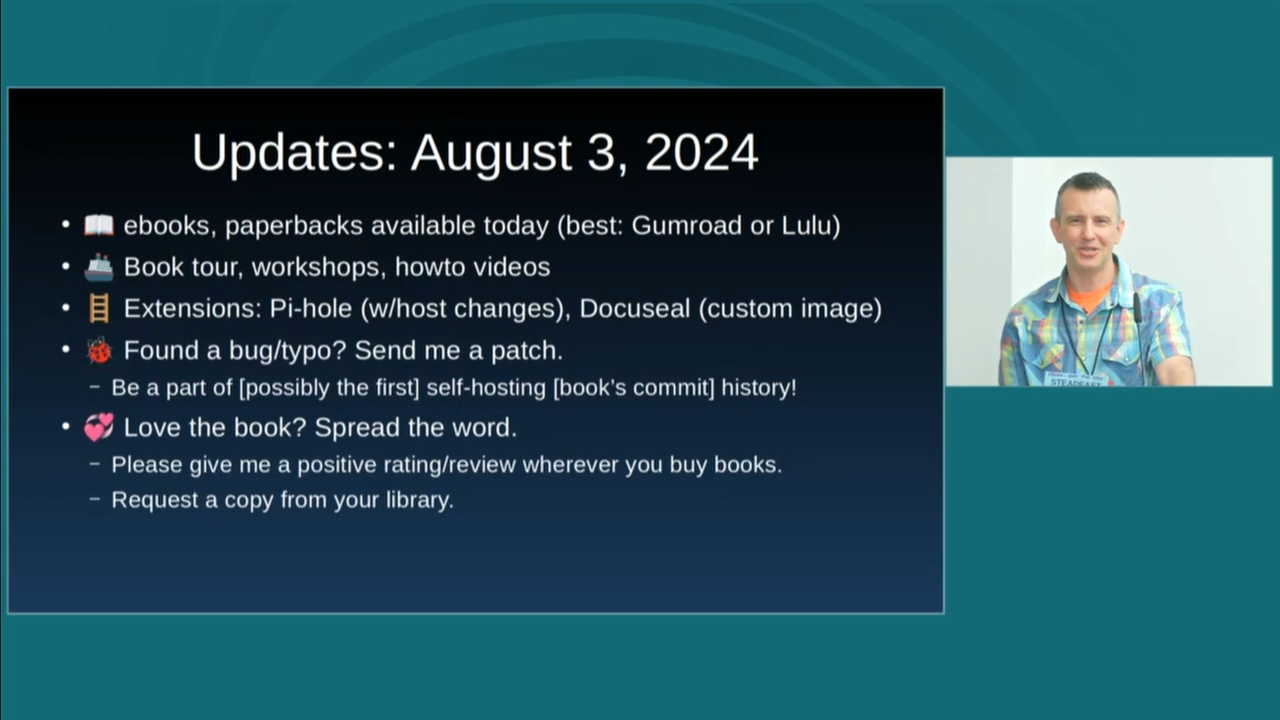 Updates: August 3, 2024
• 📖 ebooks, paperbacks available today (best: Gumroad or Lulu)
• 🚢 Book tour, workshops, howto videos
• 🪜 Extensions: Pi-hole (w/host changes), Docuseal (custom image)
• 🐞 Found a bug/typo? Send me a patch.
– Be a part of [possibly the first] self-hosting [book’s commit] history!
• 💞 Love the book? Spread the word.
– Please give me a positive rating/review wherever you buy books.
– Request a copy from your library.
STEADFAST